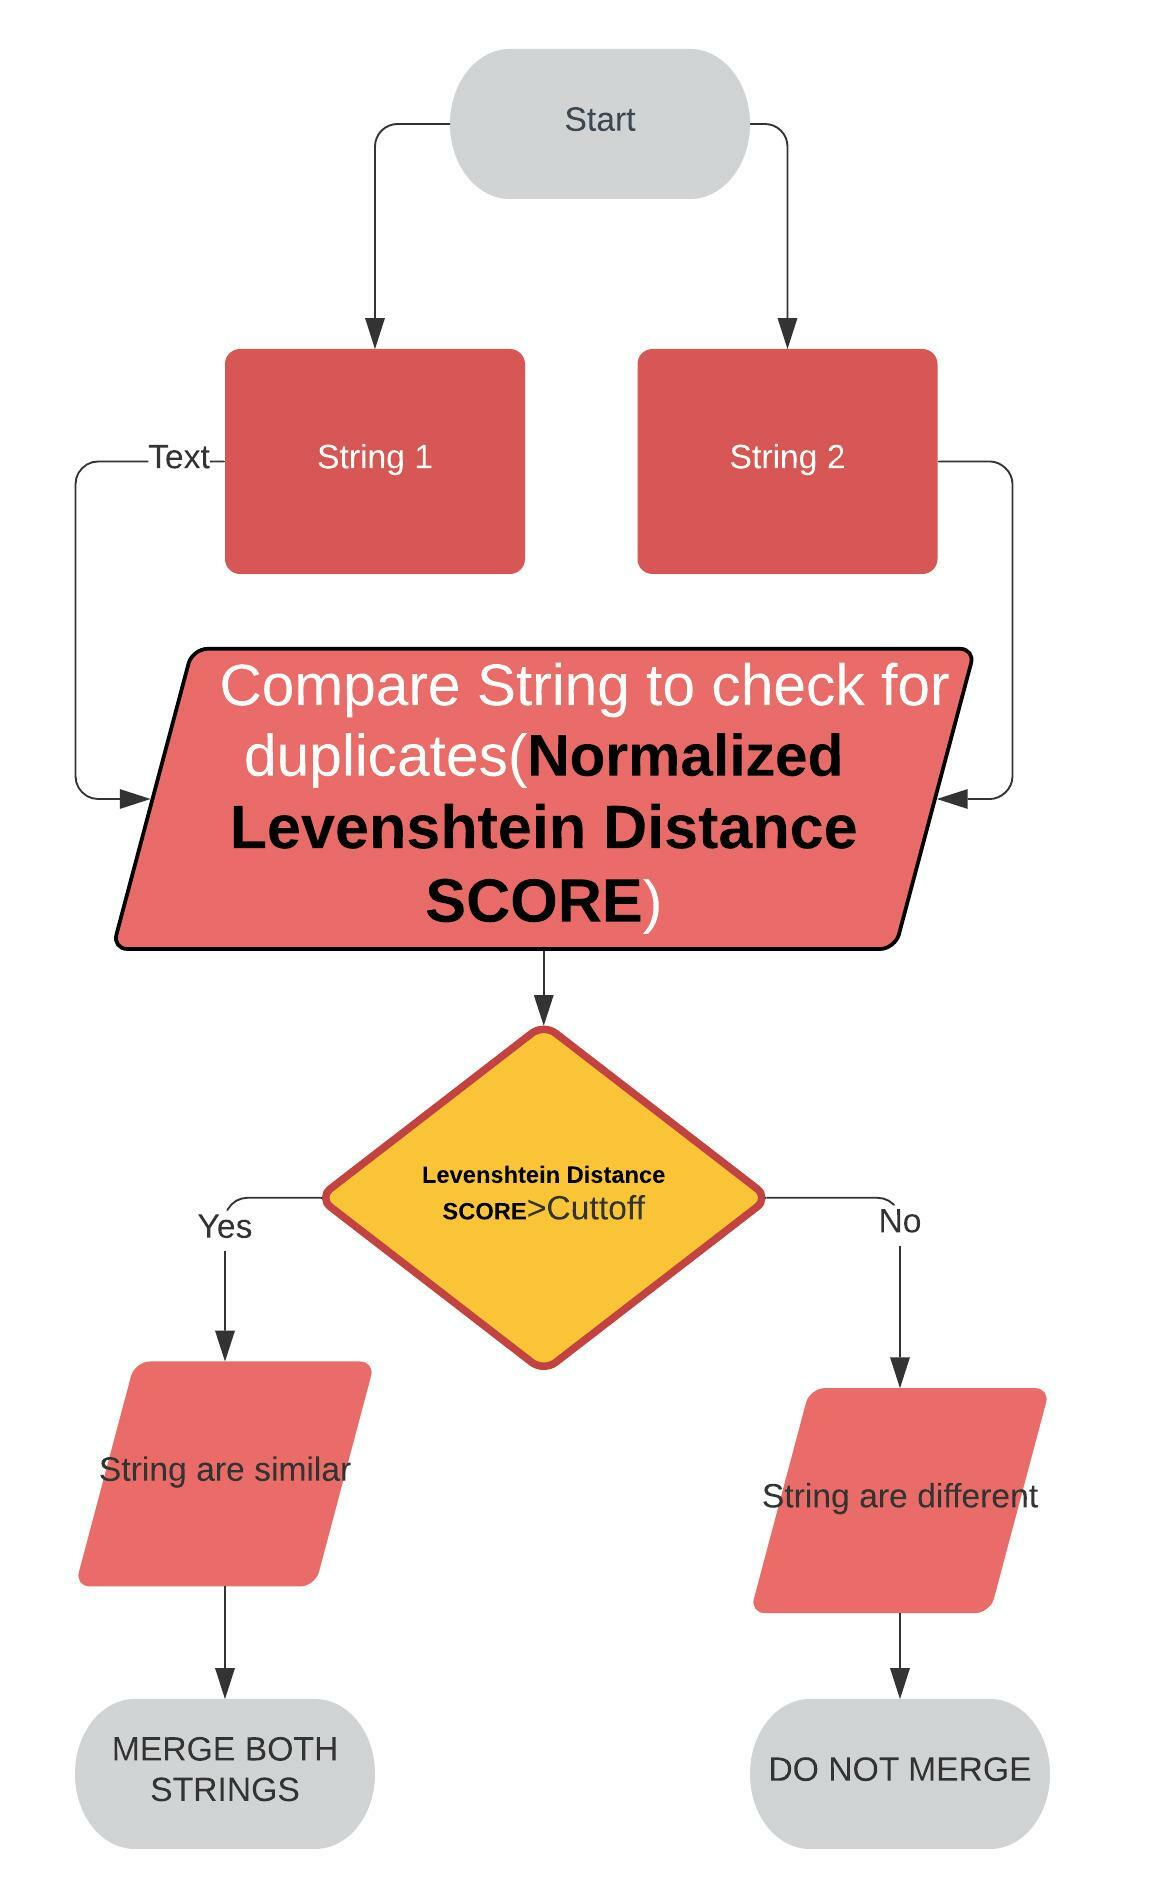 Start
Text
String 1
String 2
Compare String to check for
duplicates(Normalized
Levenshtein Distance
SCORE)
Levenshtein Distance
SCORE>Cuttoff
Yes
No
String are similar
String are different
MERGE BOTH
STRINGS
DO NOT MERGE